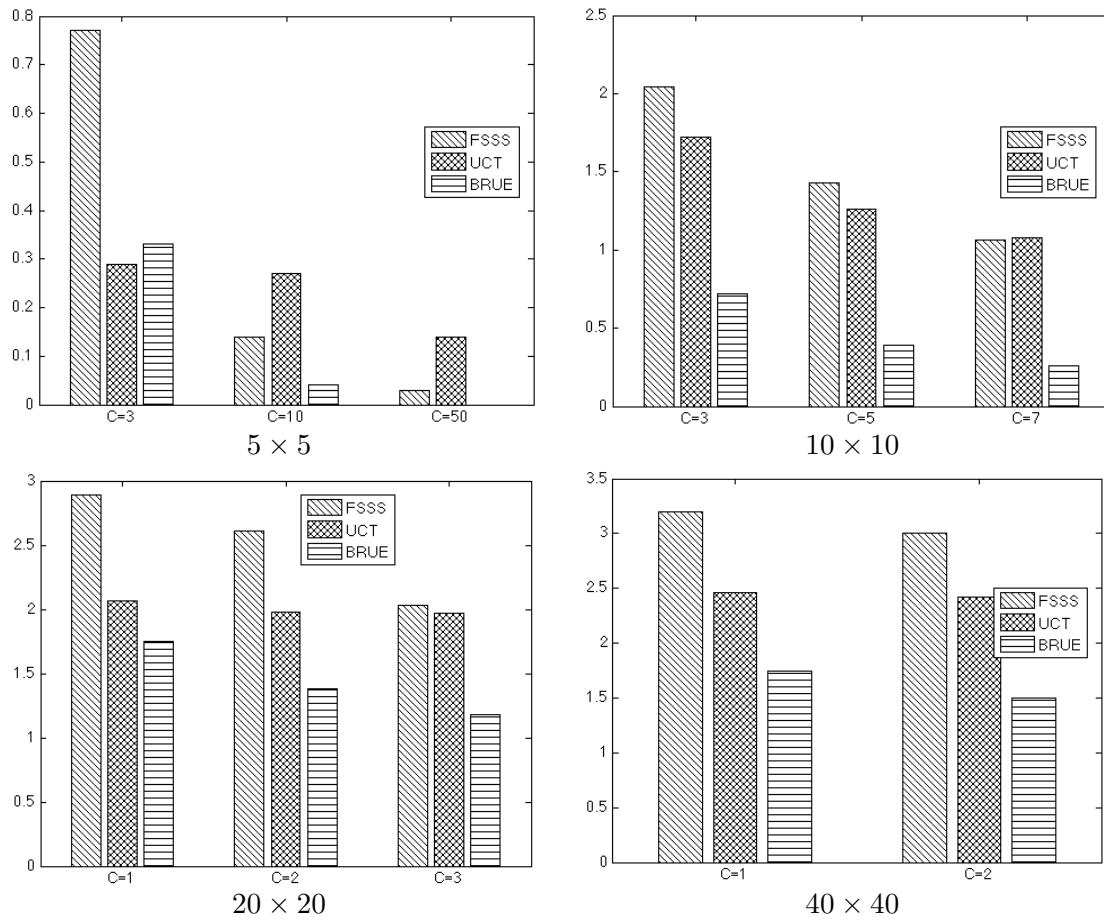 0.8
0.7
0.6
0.5
0.4
0.3
0.2
0.1
0
FSSS
UCT
BRUE
C=3 C=10 C=50
5 × 5
2.5
2
1.5
1
0.5
0
FSSS
UCT
BRUE
C=3 C=5 C=7
10 × 10
3
2.5
2
1.5
1
0.5
0
FSSS
UCT
BRUE
C=1 C=2 C=3
20 × 20
3.5
3
2.5
2
1.5
1
0.5
0
FSSS
UCT
BRUE
C=1 C=2
40 × 40